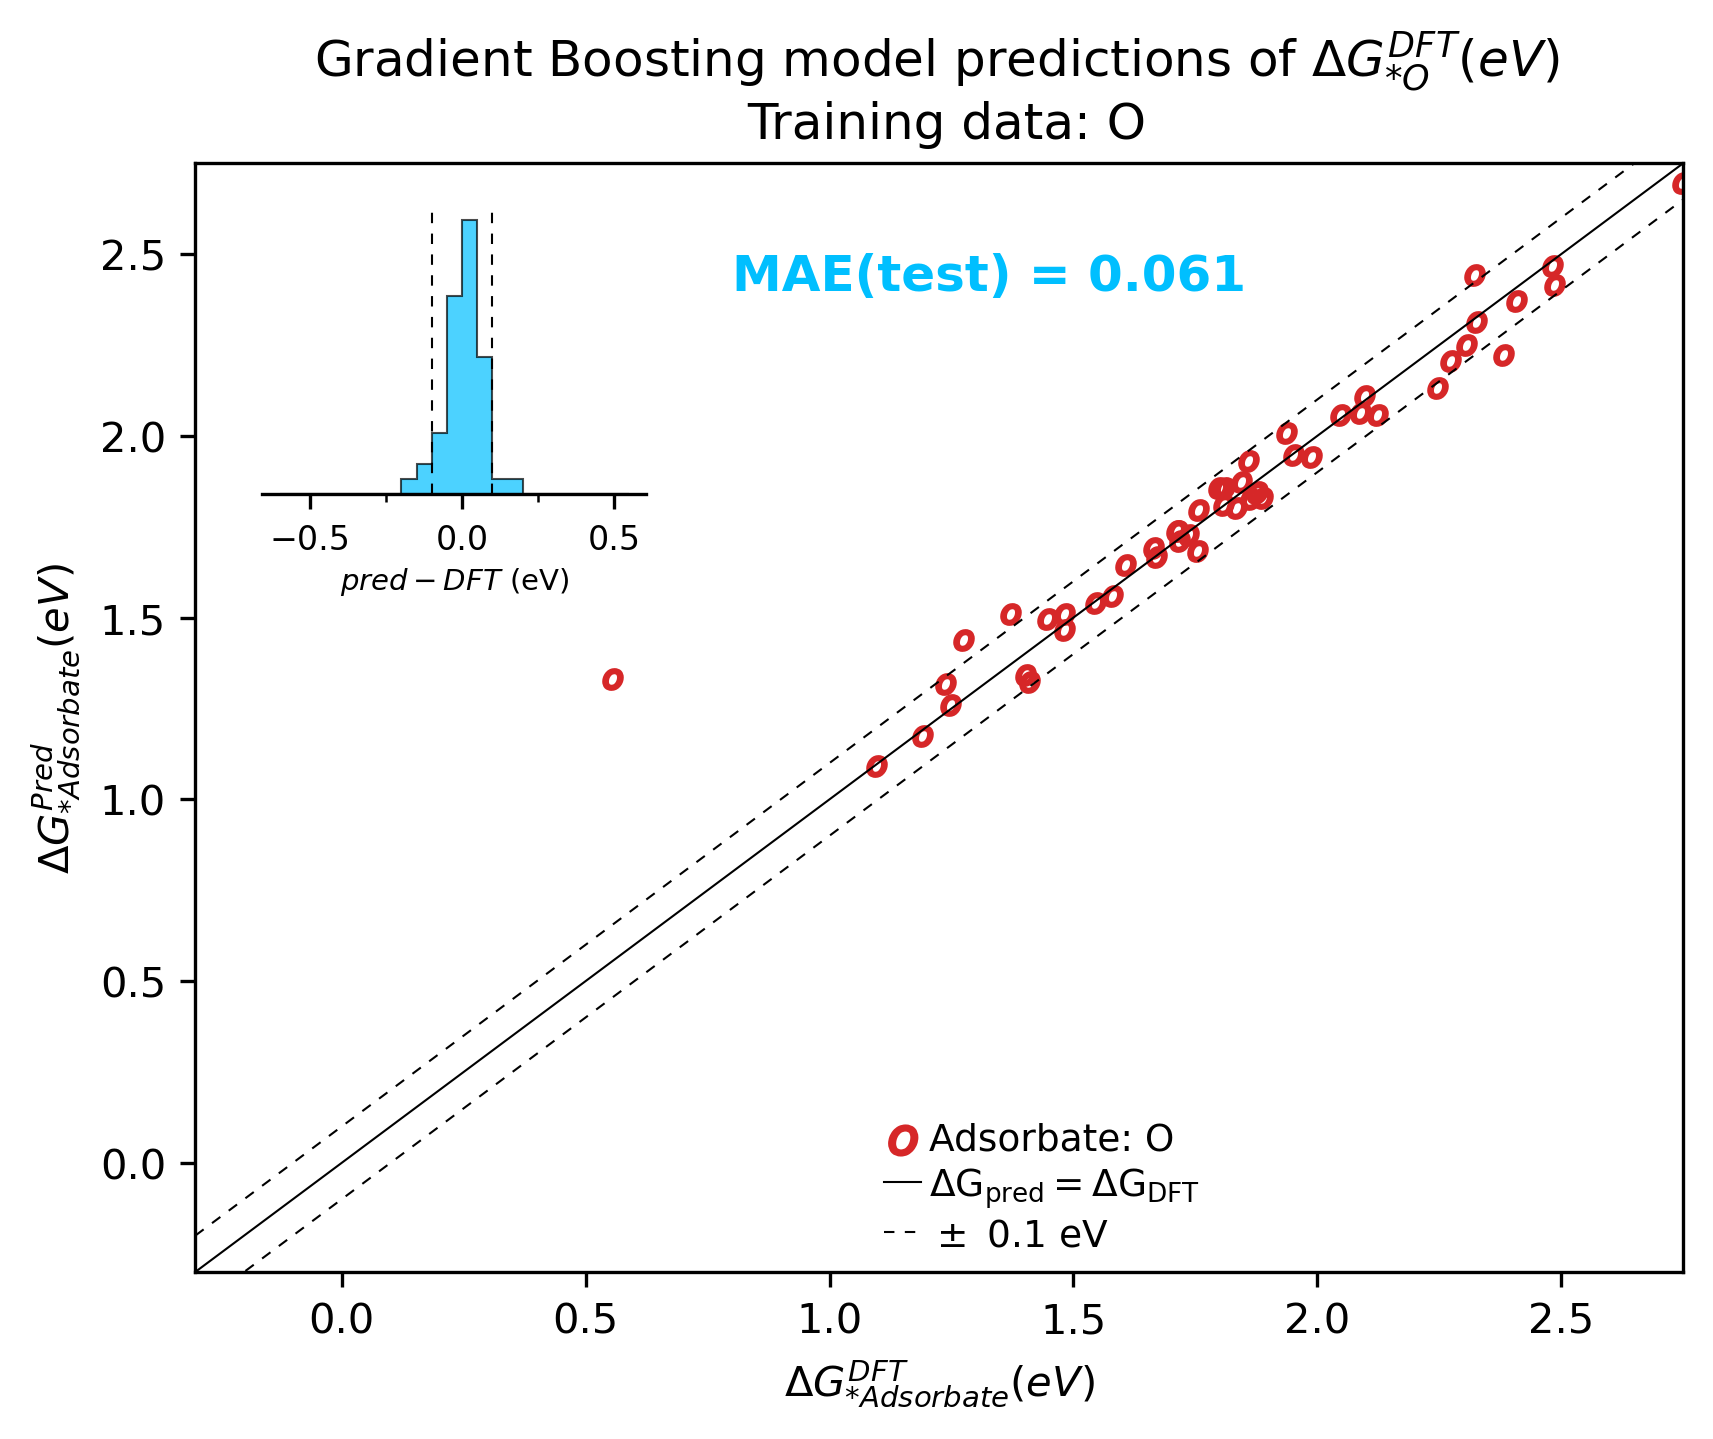 Gradient Boosting model predictions of ΔG*O^DFT(eV)
Training data: O
MAE(test) = 0.061
−0.5 0.0 0.5
pred − DFT (eV)
2.5
2.0
1.5
1.0
0.5
0.0
ΔG*Adsorbate^Pred(eV)
Adsorbate: O
ΔGpred = ΔGDFT
± 0.1 eV
0.0 0.5 1.0 1.5 2.0 2.5
ΔG*Adsorbate^DFT(eV)